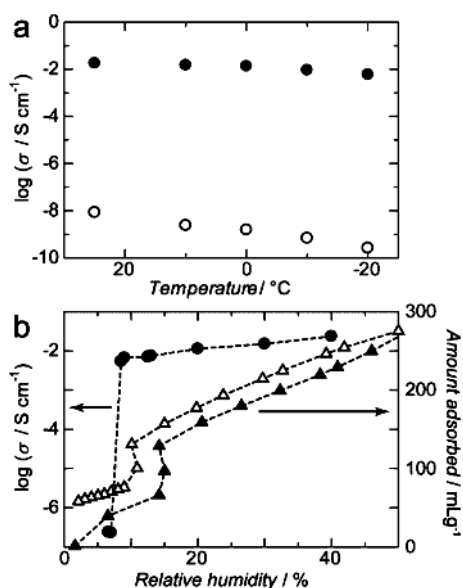 a
0
-2
-4
-6
-8
-10
log (σ / S cm⁻¹)
20 0 -20
Temperature / °C
b
-2
-4
-6
log (σ / S cm⁻¹)
300
200
100
0
Amount adsorbed / mLg⁻¹
0 10 20 30 40 50
Relative humidity / %